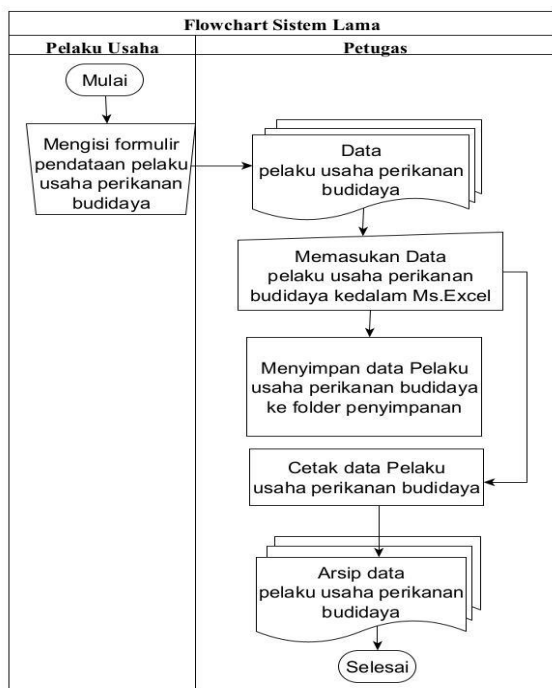 Flowchart Sistem Lama
Pelaku Usaha
Petugas
Mulai
Mengisi formulir
pendataan pelaku
usaha perikanan
budidaya
Data
pelaku usaha perikanan
budidaya
Memasukan Data
pelaku usaha perikanan
budidaya kedalam Ms.Excel
Menyimpan data Pelaku
usaha perikanan budidaya
ke folder penyimpanan
Cetak data Pelaku
usaha perikanan budidaya
Arsip data
pelaku usaha perikanan
budidaya
Selesai